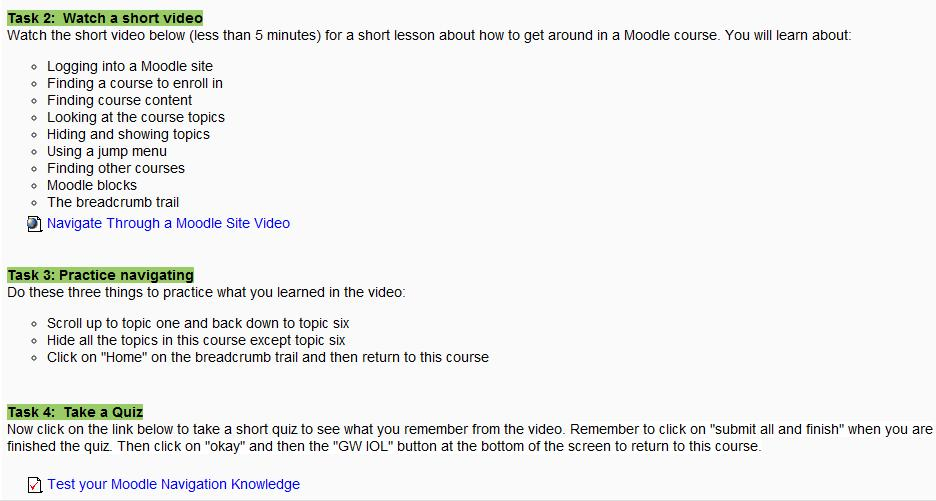 Task 2:  Watch a short video
Watch the short video below (less than 5 minutes) for a short lesson about how to get around in a Moodle course. You will learn about:
Logging into a Moodle site
Finding a course to enroll in
Finding course content
Looking at the course topics
Hiding and showing topics
Using a jump menu
Finding other courses
Moodle blocks
The breadcrumb trail
Navigate Through a Moodle Site Video
Task 3: Practice navigating
Do these three things to practice what you learned in the video:
Scroll up to topic one and back down to topic six
Hide all the topics in this course except topic six
Click on "Home" on the breadcrumb trail and then return to this course
Task 4:  Take a Quiz
Now click on the link below to take a short quiz to see what you remember from the video. Remember to click on "submit all and finish" when you are
finished the quiz. Then click on "okay" and then the "GW IOL" button at the bottom of the screen to return to this course.
Test your Moodle Navigation Knowledge